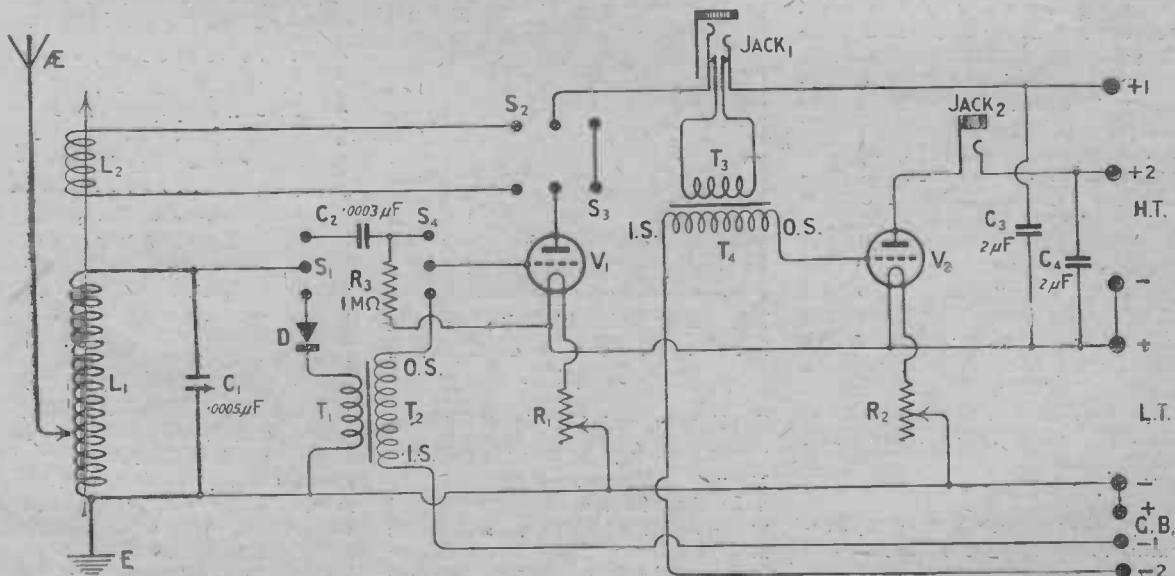 Æ
JACK1
+1
S2
JACK2
L2
T3
+2
C2 .0003µF
S4
S3
H.T.
I.S.
O.S.
C3
2µF
S1
V1
T4
V2
C4
2µF
R3
1MΩ
-
D
+
O.S.
L1
C1
.0005µF
T1
T2
R1
R2
L.T.
I.S.
-
+
G.B.
-1
E
-2